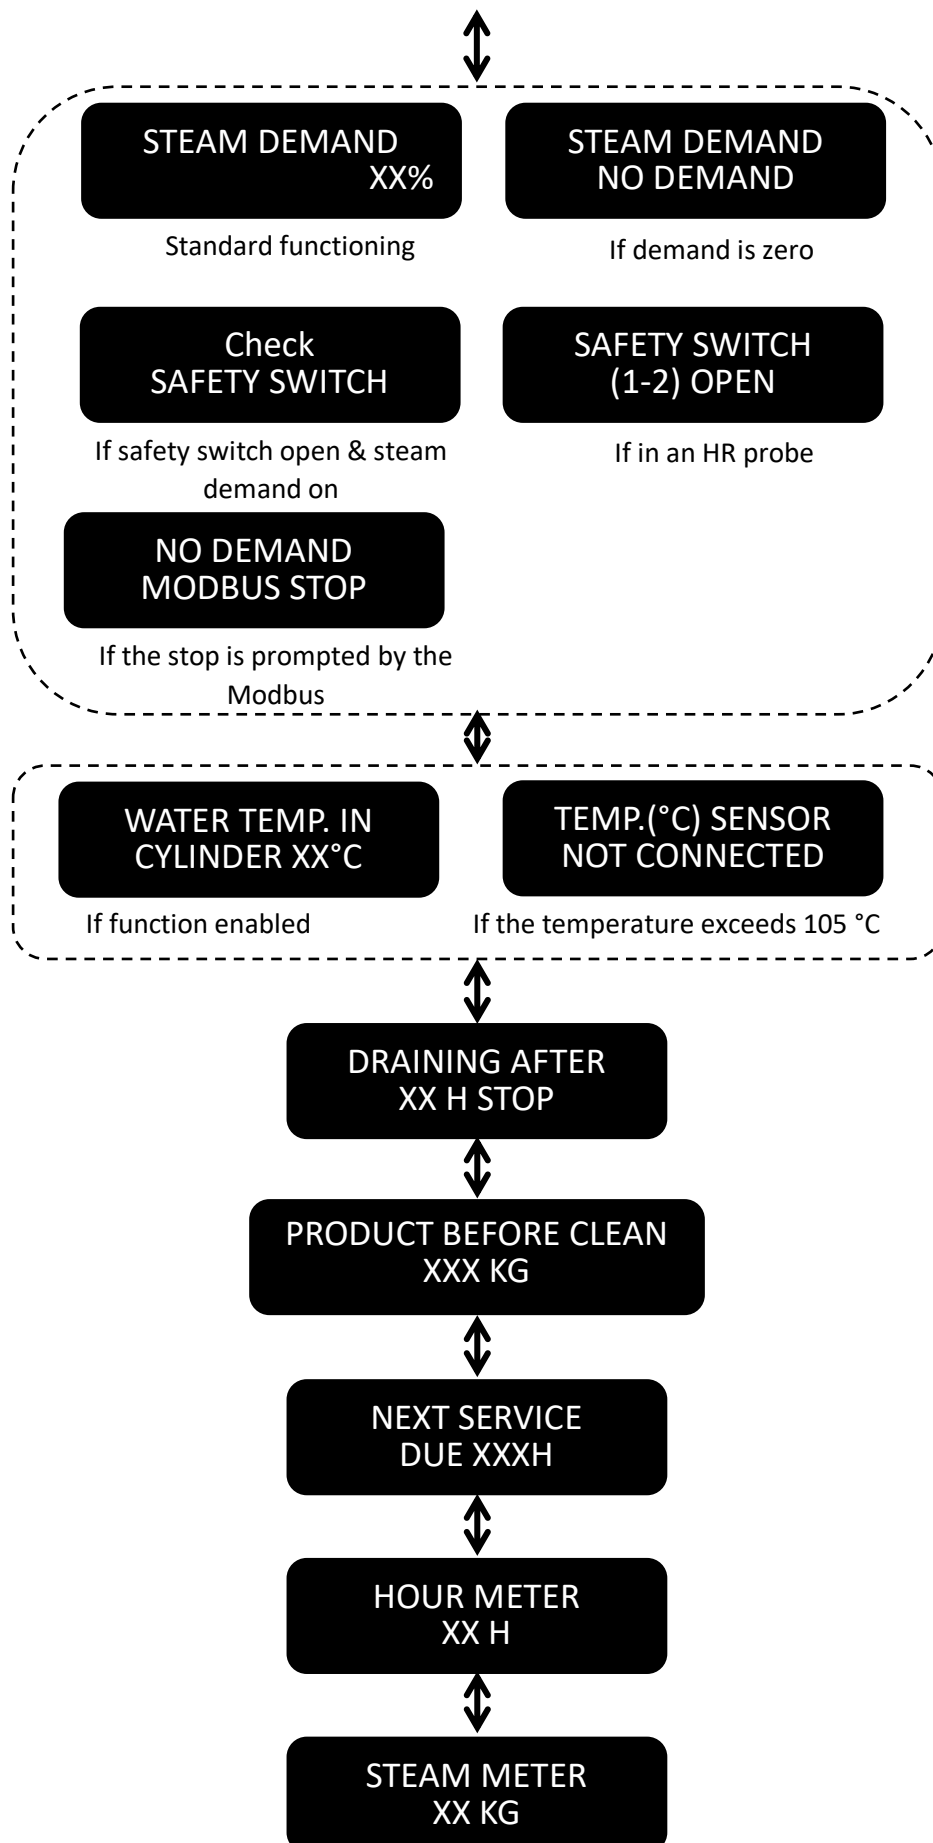 STEAM DEMAND
XX%
Standard functioning
STEAM DEMAND
NO DEMAND
If demand is zero
Check
SAFETY SWITCH
If safety switch open & steam
demand on
SAFETY SWITCH
(1-2) OPEN
If in an HR probe
NO DEMAND
MODBUS STOP
If the stop is prompted by the
Modbus
WATER TEMP. IN
CYLINDER XX°C
If function enabled
TEMP.(°C) SENSOR
NOT CONNECTED
If the temperature exceeds 105 °C
DRAINING AFTER
XX H STOP
PRODUCT BEFORE CLEAN
XXX KG
NEXT SERVICE
DUE XXXH
HOUR METER
XX H
STEAM METER
XX KG